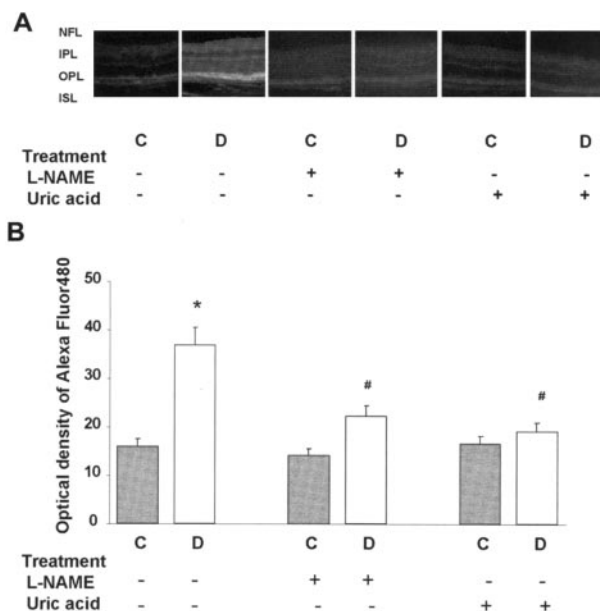 A
NFL
IPL
OPL
ISL
C D C D C D
Treatment
L-NAME - - + + - -
Uric acid - - - - + +
B
Optical density of Alexa Fluor480
50
40
30
20
10
0
*
#
#
C D C D C D
Treatment
L-NAME - - + + - -
Uric acid - - - - + +